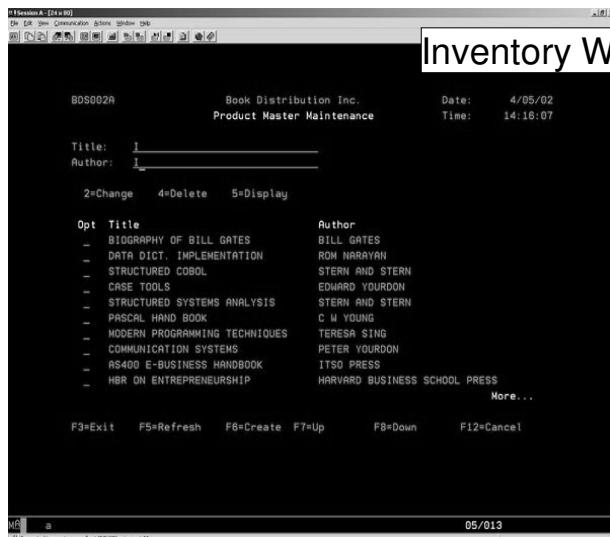 Session A - [24 x 80]
File Edit View Communication Actions Window Help
Inventory W
BDS002A Book Distribution Inc. Date: 4/05/02
Product Master Maintenance Time: 14:16:07
Title: I
Author: I
2=Change 4=Delete 5=Display
Opt Title Author
_ BIOGRAPHY OF BILL GATES BILL GATES
_ DATA DICT. IMPLEMENTATION ROM NARAYAN
_ STRUCTURED COBOL STERN AND STERN
_ CASE TOOLS EDWARD YOURDON
_ STRUCTURED SYSTEMS ANALYSIS STERN AND STERN
_ PASCAL HAND BOOK C W YOUNG
_ MODERN PROGRAMMING TECHNIQUES TERESA SING
_ COMMUNICATION SYSTEMS PETER YOURDON
_ AS400 E-BUSINESS HANDBOOK ITSO PRESS
_ HBR ON ENTREPRENEURSHIP HARVARD BUSINESS SCHOOL PRESS
More...
F3=Exit F5=Refresh F6=Create F7=Up F8=Down F12=Cancel
MA a 05/013